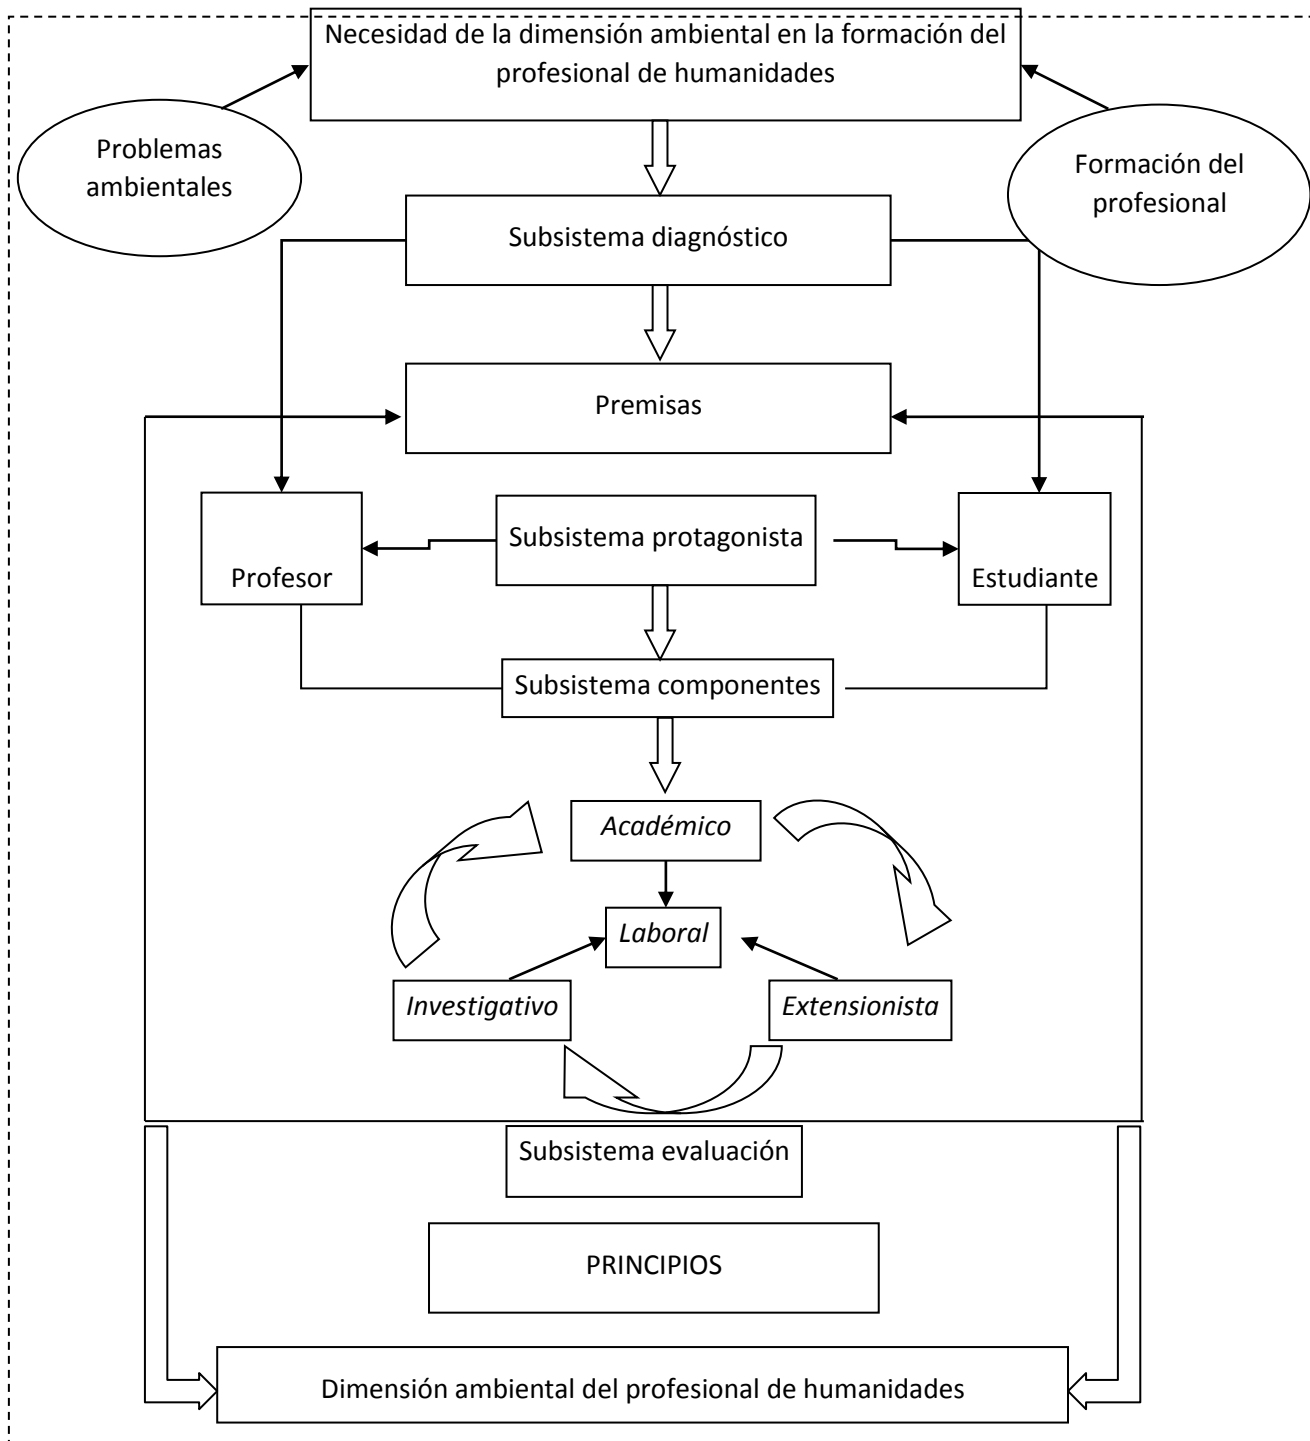 Necesidad de la dimensión ambiental en la formación del
profesional de humanidades
Problemas
ambientales
Formación del
profesional
Subsistema diagnóstico
Premisas
Profesor
Subsistema protagonista
Estudiante
Subsistema componentes
Académico
Laboral
Investigativo
Extensionista
Subsistema evaluación
PRINCIPIOS
Dimensión ambiental del profesional de humanidades